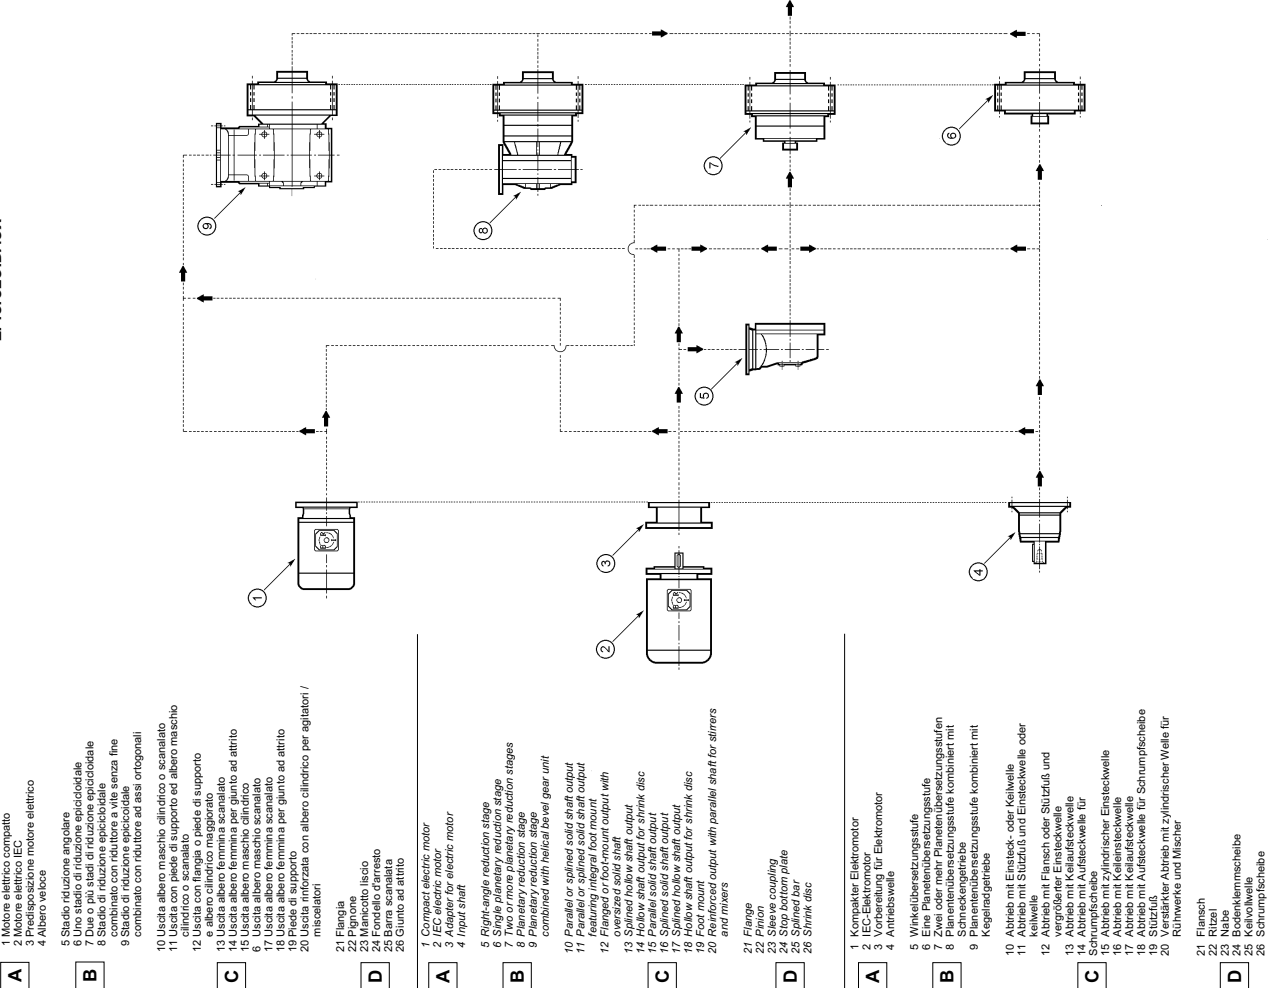 A
1 Motore elettrico compatto
2 Motore elettrico IEC
3 Predisposizione motore elettrico
4 Albero veloce
B
5 Stadio riduzione angolare
6 Uno stadio di riduzione epicicloidale
7 Due o più stadi di riduzione epicicloidale
8 Stadio di riduzione epicicloidale
combinato con riduttore a vite senza fine
9 Stadio di riduzione epicicoidale
combinato con riduttore ad assi ortogonali
C
10 Uscita albero maschio cilindrico o scanalato
11 Uscita con piede di supporto ed albero maschio
cilindrico o scanalato
12 Uscita con flangia o piede di supporto
e albero cilindrico maggiorato
13 Uscita albero femmina scanalato
14 Uscita albero femmina per giunto ad attrito
15 Uscita albero maschio cilindrico
6 Uscita albero maschio scanalato
17 Uscita albero femmina scanalato
18 Uscita albero femmina per giunto ad attrito
19 Piede di supporto
20 Uscita rinforzata con albero cilindrico per agitatori /
miscelatori
D
21 Flangia
22 Pignone
23 Manicotto liscio
24 Fondello d'arresto
25 Barra scanalata
26 Giunto ad attrito
A
1 Compact electric motor
2 IEC electric motor
3 Adapter for electric motor
4 Input shaft
B
5 Right-angle reduction stage
6 Single planetary reduction stage
7 Two or more planetary reduction stages
8 Planetary reduction stage
9 Planetary reduction stage
combined with helical bevel gear unit
C
10 Parallel or splined solid shaft output
11 Parallel or splined solid shaft output
featuring integral foot mount
12 Flanged or foot-mount output with
oversized solid shaft
13 Splined hollow shaft output
14 Hollow shaft output for shrink disc
15 Parallel solid shaft output
16 Splined solid shaft output
17 Splined hollow shaft output
18 Hollow shaft output for shrink disc
19 Foot mount
20 Reinforced output with parallel shaft for stirrers
and mixers
D
21 Flange
22 Pinion
23 Sleeve coupling
24 Stop bottom plate
25 Splined bar
26 Shrink disc
A
1 Kompakter Elektromotor
2 IEC-Elektromotor
3 Vorbereitung für Elektromotor
4 Antriebswelle
B
5 Winkelübersetzungsstufe
6 Eine Planetenübersetzungsstufe
7 Zwei oder mehr Planetenübersetzungsstufen
8 Planetenübersetzungsstufe kombiniert mit
Schneckengetriebe
9 Planetenübersetzungsstufe kombiniert mit
Kegelradgetriebe
C
10 Abtrieb mit Einsteck- oder Keilwelle
11 Abtrieb mit Stützfuß und Einsteckwelle oder
Keilwelle
12 Abtrieb mit Flansch oder Stützfuß und
vergrößerter Einsteckwelle
13 Abtrieb mit Keilaufsteckwelle
14 Abtrieb mit Aufsteckwelle für
Schrumpfscheibe
15 Abtrieb mit zylindrischer Einsteckwelle
16 Abtrieb mit Keileinsteckwelle
17 Abtrieb mit Keilaufsteckwelle
18 Abtrieb mit Aufsteckwelle für Schrumpfscheibe
19 Stützfuß
20 Verstärkter Abtrieb mit zylindrischer Welle für
Rührwerke und Mischer
D
21 Flansch
22 Ritzel
23 Nabe
24 Bodenklemmscheibe
25 Keilvollwelle
26 Schrumpfscheibe
1
2
3
4
5
6
7
8
9